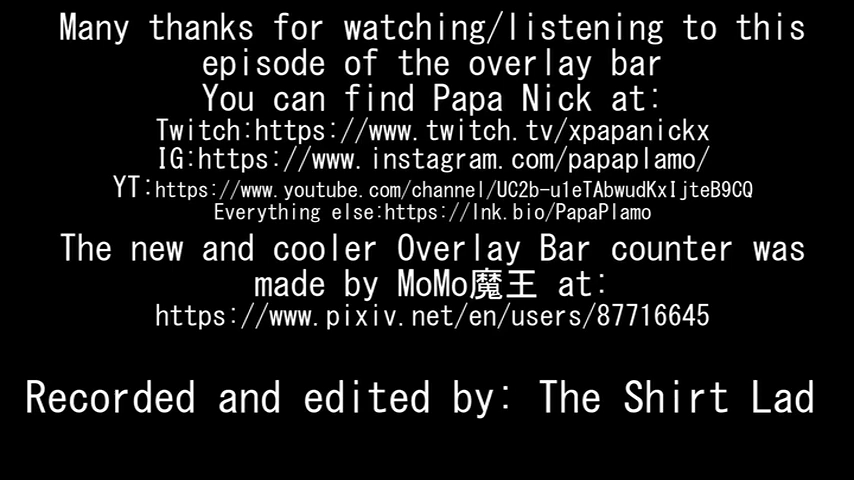 Many thanks for watching/listening to this
episode of the overlay bar
You can find Papa Nick at:
Twitch:https://www.twitch.tv/xpapanickx
IG:https://www.instagram.com/papaplamo/
YT:https://www.youtube.com/channel/UC2b-u1eTAbwudKxIjteB9CQ
Everything else:https://lnk.bio/PapaPlamo
The new and cooler Overlay Bar counter was
made by MoMo魔王 at:
https://www.pixiv.net/en/users/87716645
Recorded and edited by: The Shirt Lad